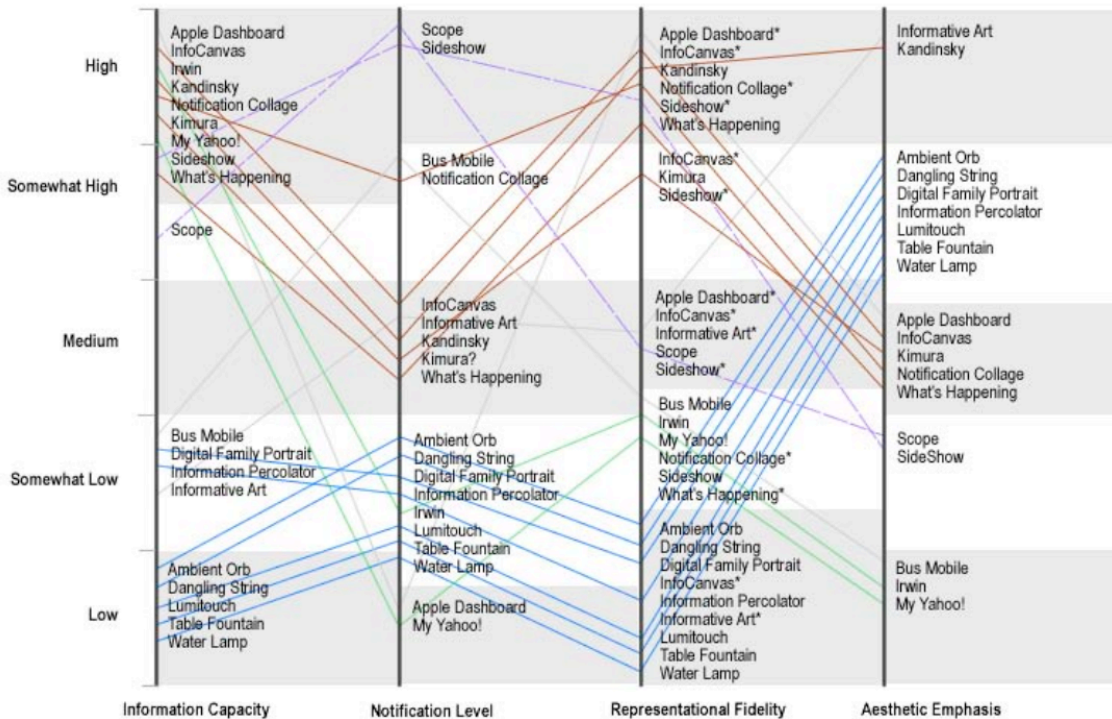 High
Somewhat High
Medium
Somewhat Low
Low
Apple Dashboard
InfoCanvas
Irwin
Kandinsky
Notification Collage
Kimura
My Yahoo!
Sideshow
What's Happening
Scope
Bus Mobile
Digital Family Portrait
Information Percolator
Informative Art
Ambient Orb
Dangling String
Lumitouch
Table Fountain
Water Lamp
Information Capacity
Scope
Sideshow
Bus Mobile
Notification Collage
InfoCanvas
Informative Art
Kandinsky
Kimura?
What's Happening
Ambient Orb
Dangling String
Digital Family Portrait
Information Percolator
Irwin
Lumitouch
Table Fountain
Water Lamp
Apple Dashboard
My Yahoo!
Notification Level
Apple Dashboard*
InfoCanvas*
Kandinsky
Notification Collage*
Sideshow*
What's Happening
InfoCanvas*
Kimura
Sideshow*
Apple Dashboard*
InfoCanvas*
Informative Art*
Scope
Sideshow*
Bus Mobile
Irwin
My Yahoo!
Notification Collage*
Sideshow
What's Happening*
Ambient Orb
Dangling String
Digital Family Portrait
InfoCanvas*
Information Percolator
Informative Art*
Lumitouch
Table Fountain
Water Lamp
Representational Fidelity
Informative Art
Kandinsky
Ambient Orb
Dangling String
Digital Family Portrait
Information Percolator
Lumitouch
Table Fountain
Water Lamp
Apple Dashboard
InfoCanvas
Kimura
Notification Collage
What's Happening
Scope
SideShow
Bus Mobile
Irwin
My Yahoo!
Aesthetic Emphasis